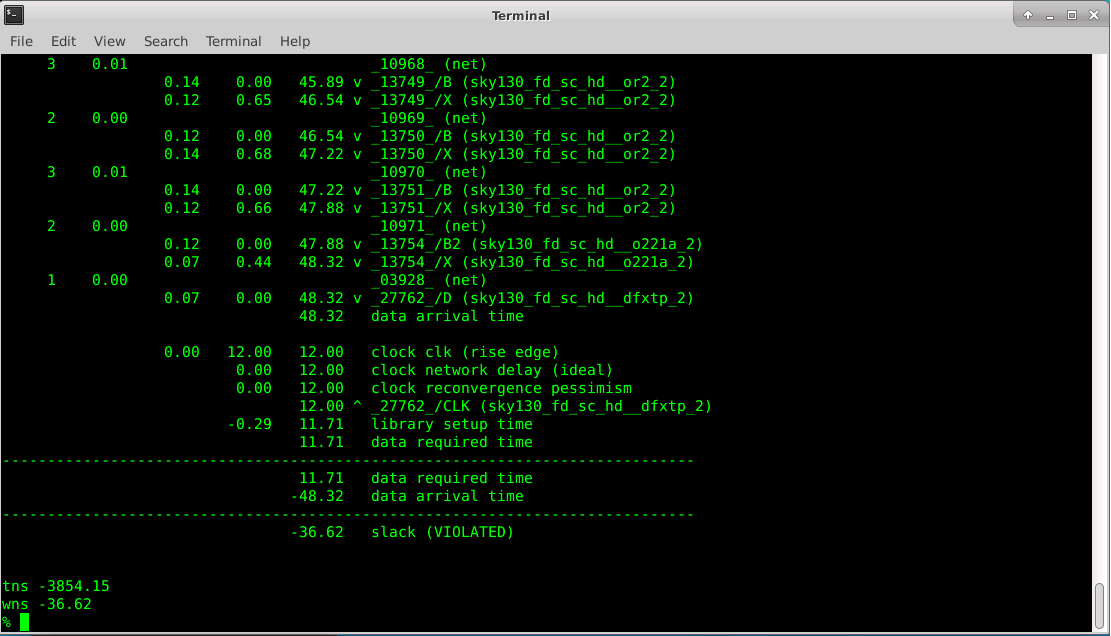 Terminal
File Edit View Search Terminal Help
3 0.01 _10968_ (net)
0.14 0.00 45.89 v _13749_/B (sky130_fd_sc_hd__or2_2)
0.12 0.65 46.54 v _13749_/X (sky130_fd_sc_hd__or2_2)
2 0.00 _10969_ (net)
0.12 0.00 46.54 v _13750_/B (sky130_fd_sc_hd__or2_2)
0.14 0.68 47.22 v _13750_/X (sky130_fd_sc_hd__or2_2)
3 0.01 _10970_ (net)
0.14 0.00 47.22 v _13751_/B (sky130_fd_sc_hd__or2_2)
0.12 0.66 47.88 v _13751_/X (sky130_fd_sc_hd__or2_2)
2 0.00 _10971_ (net)
0.12 0.00 47.88 v _13754_/B2 (sky130_fd_sc_hd__o221a_2)
0.07 0.44 48.32 v _13754_/X (sky130_fd_sc_hd__o221a_2)
1 0.00 _03928_ (net)
0.07 0.00 48.32 v _27762_/D (sky130_fd_sc_hd__dfxtp_2)
48.32 data arrival time
0.00 12.00 12.00 clock clk (rise edge)
0.00 12.00 clock network delay (ideal)
0.00 12.00 clock reconvergence pessimism
12.00 ^ _27762_/CLK (sky130_fd_sc_hd__dfxtp_2)
-0.29 11.71 library setup time
11.71 data required time
-----------------------------------------------------------------------------
11.71 data required time
-48.32 data arrival time
-----------------------------------------------------------------------------
-36.62 slack (VIOLATED)
tns -3854.15
wns -36.62
%